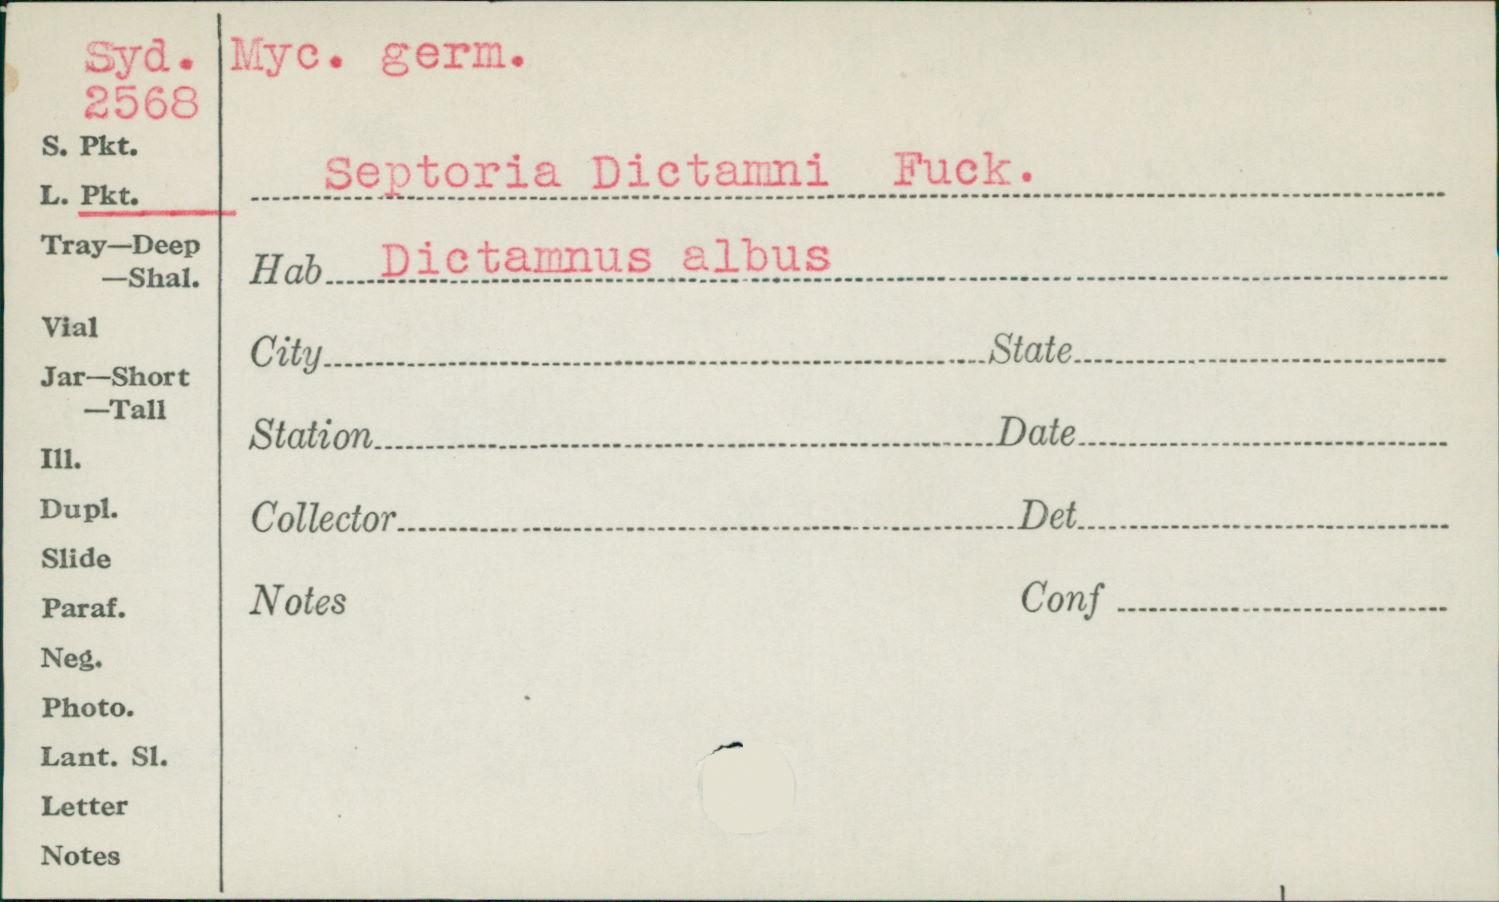 Syd. Myc. germ.
2568
S. Pkt.
Septoria Dictamni Fuck.
L. Pkt.
Tray—Deep
Hab Dictamnus albus
—Shal.
Vial
City State
Jar—Short
—Tall
Station Date
Ill.
Dupl.
Collector Det
Slide
Paraf.
Notes Conf
Neg.
Photo.
Lant. Sl.
Letter
Notes